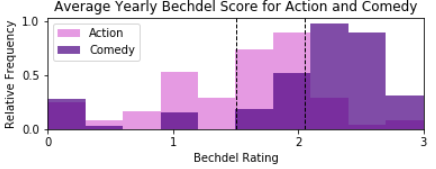 Average Yearly Bechdel Score for Action and Comedy
Relative Frequency
1.0
0.5
0.0
Action
Comedy
0
1
2
3
Bechdel Rating